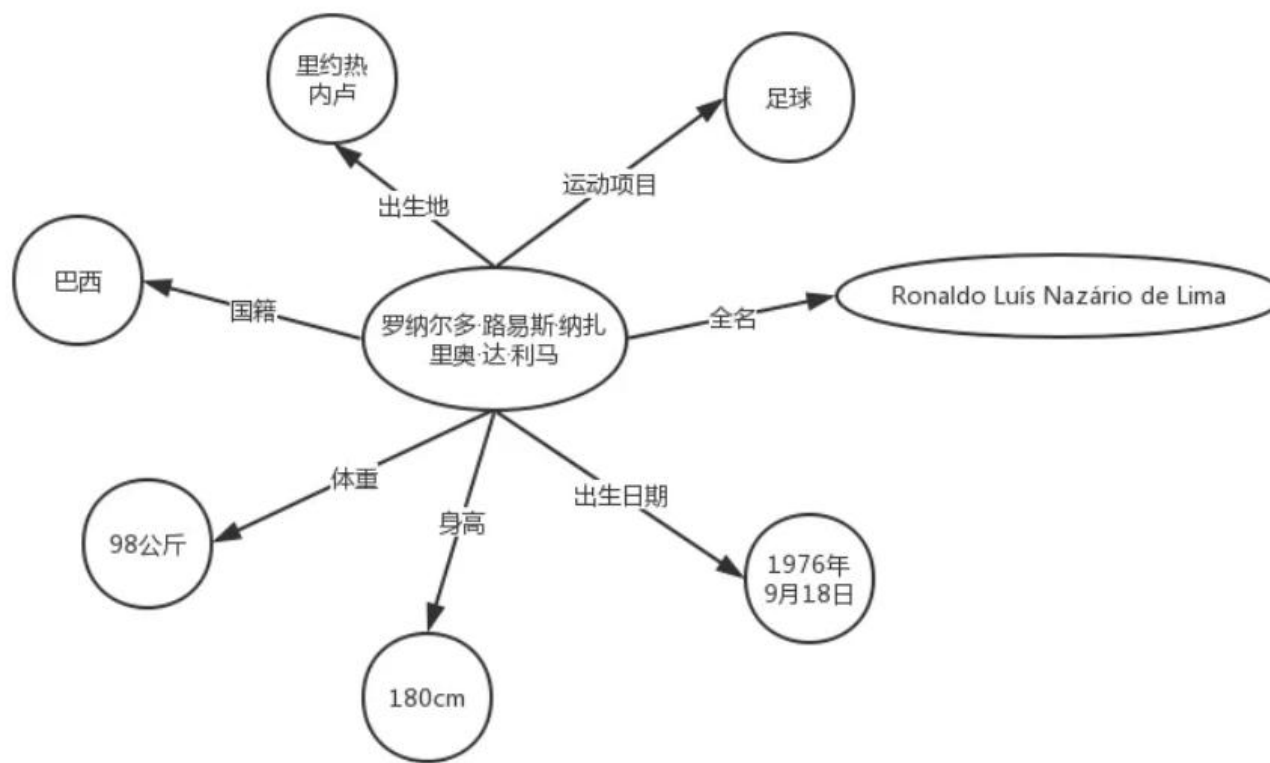 里约热
内卢
足球
出生地
运动项目
巴西
国籍
罗纳尔多·路易斯·纳扎
里奥·达·利马
全名
Ronaldo Luís Nazário de Lima
体重
98公斤
身高
180cm
出生日期
1976年
9月18日